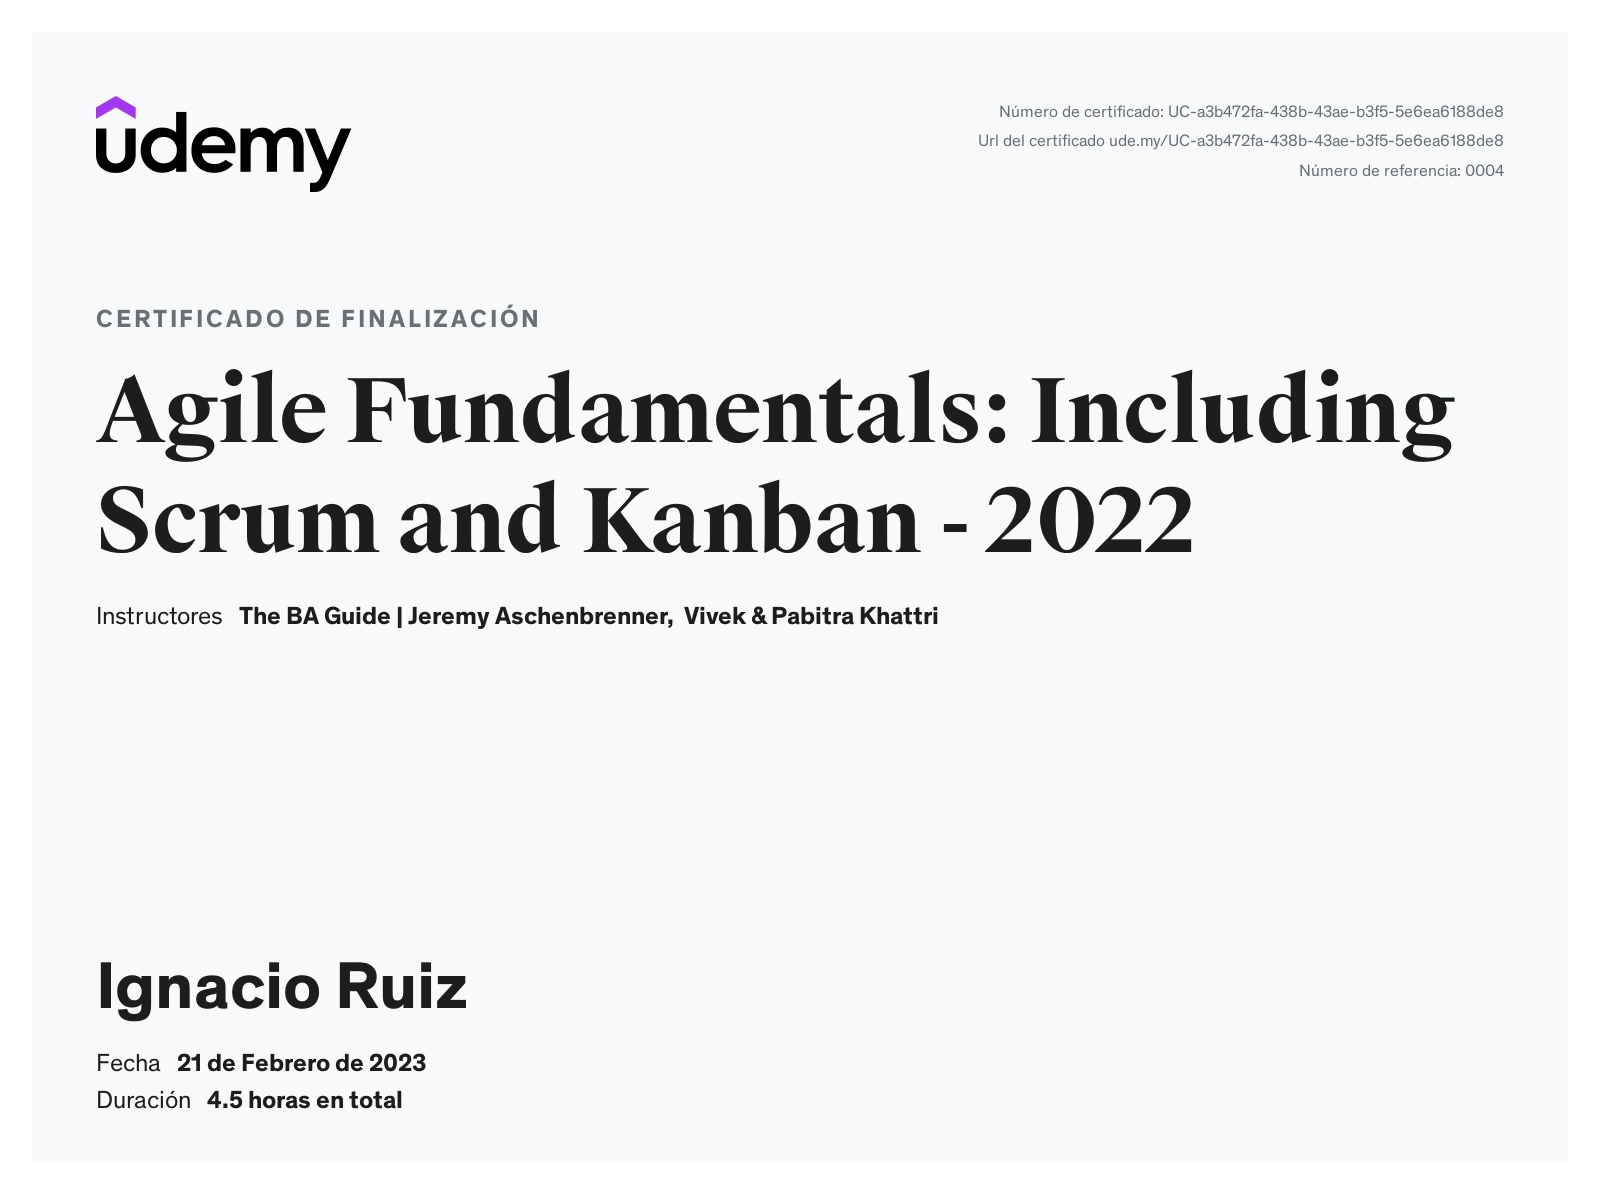 udemy
Número de certificado: UC-a3b472fa-438b-43ae-b3f5-5e6ea6188de8
Url del certificado ude.my/UC-a3b472fa-438b-43ae-b3f5-5e6ea6188de8
Número de referencia: 0004
CERTIFICADO DE FINALIZACIÓN
Agile Fundamentals: Including
Scrum and Kanban - 2022
Instructores The BA Guide | Jeremy Aschenbrenner, Vivek & Pabitra Khattri
Ignacio Ruiz
Fecha 21 de Febrero de 2023
Duración 4.5 horas en total